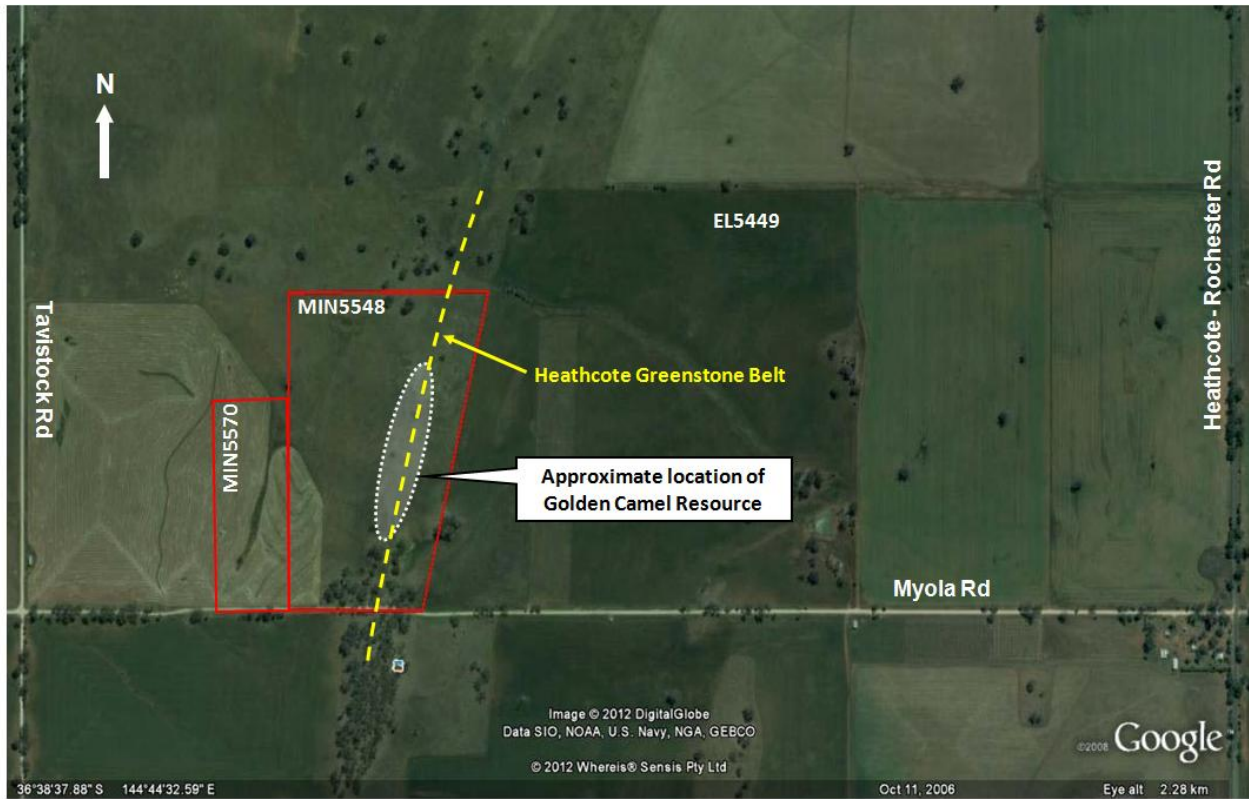 N
EL5449
MIN5548
Heathcote - Rochester Rd
Tavistock Rd
Heathcote Greenstone Belt
MIN5570
Approximate location of
Golden Camel Resource
Myola Rd
Image © 2012 DigitalGlobe
Data SIO, NOAA, U.S. Navy, NGA, GEBCO
© 2012 Whereis® Sensis Pty Ltd
©2008 Google
36°38'37.88" S 144°44'32.59" E Oct 11, 2006 Eye alt 2.28 km